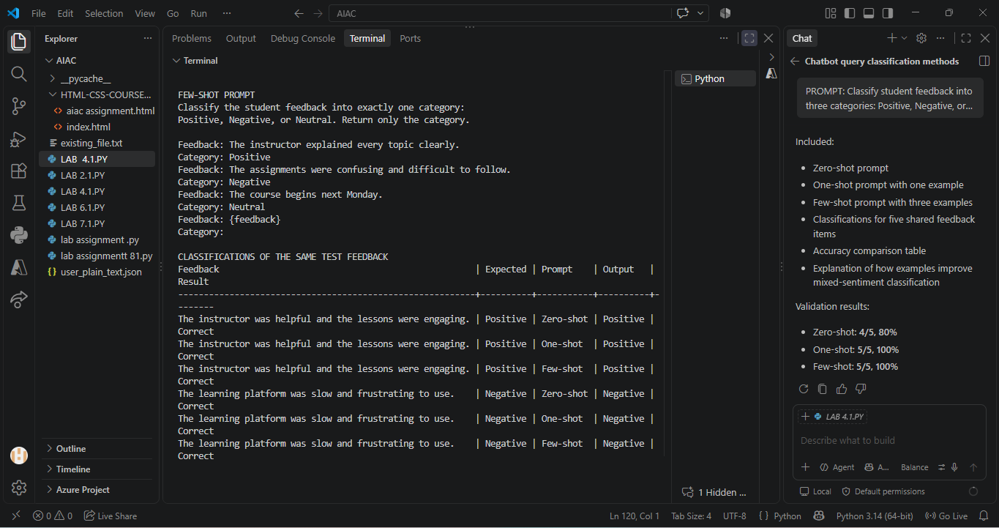 File Edit Selection View Go Run ··· AIAC
Explorer ···
AIAC
__pycache__
HTML-CSS-COURSE...
aiac assignment.html
index.html
existing_file.txt
LAB  4.1.PY
LAB 2.1.PY
LAB 4.1.PY
LAB 6.1.PY
LAB 7.1.PY
lab assignment .py
lab assignmentt 81.py
user_plain_text.json
Outline
Timeline
Azure Project
Problems Output Debug Console Terminal Ports ···
Terminal
FEW-SHOT PROMPT
Classify the student feedback into exactly one category:
Positive, Negative, or Neutral. Return only the category.
Feedback: The instructor explained every topic clearly.
Category: Positive
Feedback: The assignments were confusing and difficult to follow.
Category: Negative
Feedback: The course begins next Monday.
Category: Neutral
Feedback: {feedback}
Category:
CLASSIFICATIONS OF THE SAME TEST FEEDBACK
Feedback | Expected | Prompt | Output |
Result
--------------------------------------------------+----------+-----------+----------+-
-------
The instructor was helpful and the lessons were engaging. | Positive | Zero-shot | Positive |
Correct
The instructor was helpful and the lessons were engaging. | Positive | One-shot | Positive |
Correct
The instructor was helpful and the lessons were engaging. | Positive | Few-shot | Positive |
Correct
The learning platform was slow and frustrating to use. | Negative | Zero-shot | Negative |
Correct
The learning platform was slow and frustrating to use. | Negative | One-shot | Negative |
Correct
The learning platform was slow and frustrating to use. | Negative | Few-shot | Negative |
Correct
Python
1 Hidden ...
Chat
Chatbot query classification methods
PROMPT: Classify student feedback into
three categories: Positive, Negative, or...
Included:
• Zero-shot prompt
• One-shot prompt with one example
• Few-shot prompt with three examples
• Classifications for five shared feedback
items
• Accuracy comparison table
• Explanation of how examples improve
mixed-sentiment classification
Validation results:
• Zero-shot: 4/5, 80%
• One-shot: 5/5, 100%
• Few-shot: 5/5, 100%
LAB 4.1.PY
Describe what to build
Agent A... Balance
Local Default permissions
0 0 Live Share Ln 120, Col 1 Tab Size: 4 UTF-8 { } Python Python 3.14 (64-bit) Go Live